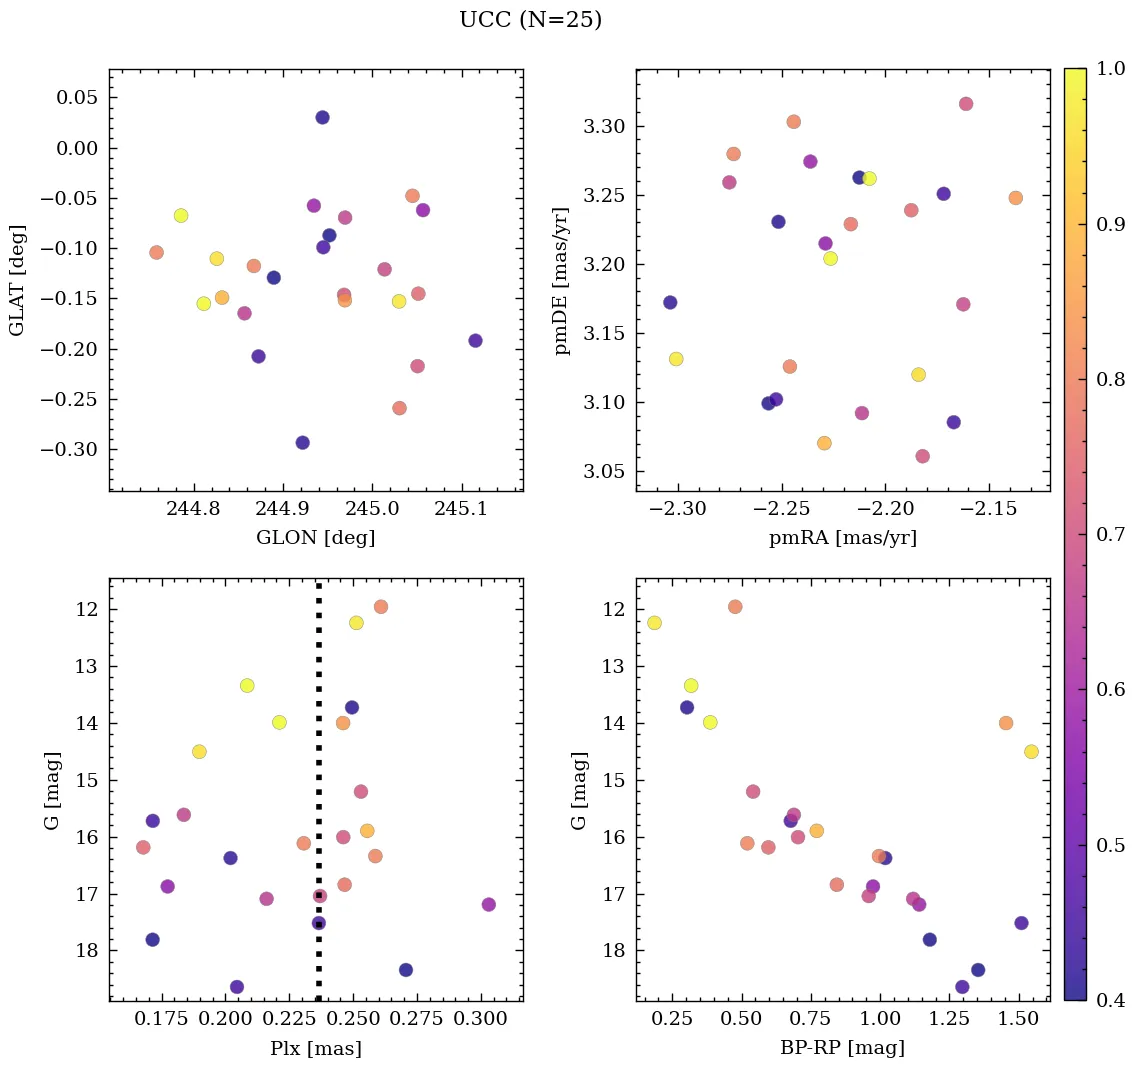 UCC (N=25)
0.05
0.00
−0.05
−0.10
−0.15
−0.20
−0.25
−0.30
GLAT [deg]
244.8 244.9 245.0 245.1
GLON [deg]
3.30
3.25
3.20
3.15
3.10
3.05
pmDE [mas/yr]
−2.30 −2.25 −2.20 −2.15
pmRA [mas/yr]
12
13
14
15
16
17
18
G [mag]
0.175 0.200 0.225 0.250 0.275 0.300
Plx [mas]
12
13
14
15
16
17
18
G [mag]
0.25 0.50 0.75 1.00 1.25 1.50
BP-RP [mag]
1.0
0.9
0.8
0.7
0.6
0.5
0.4